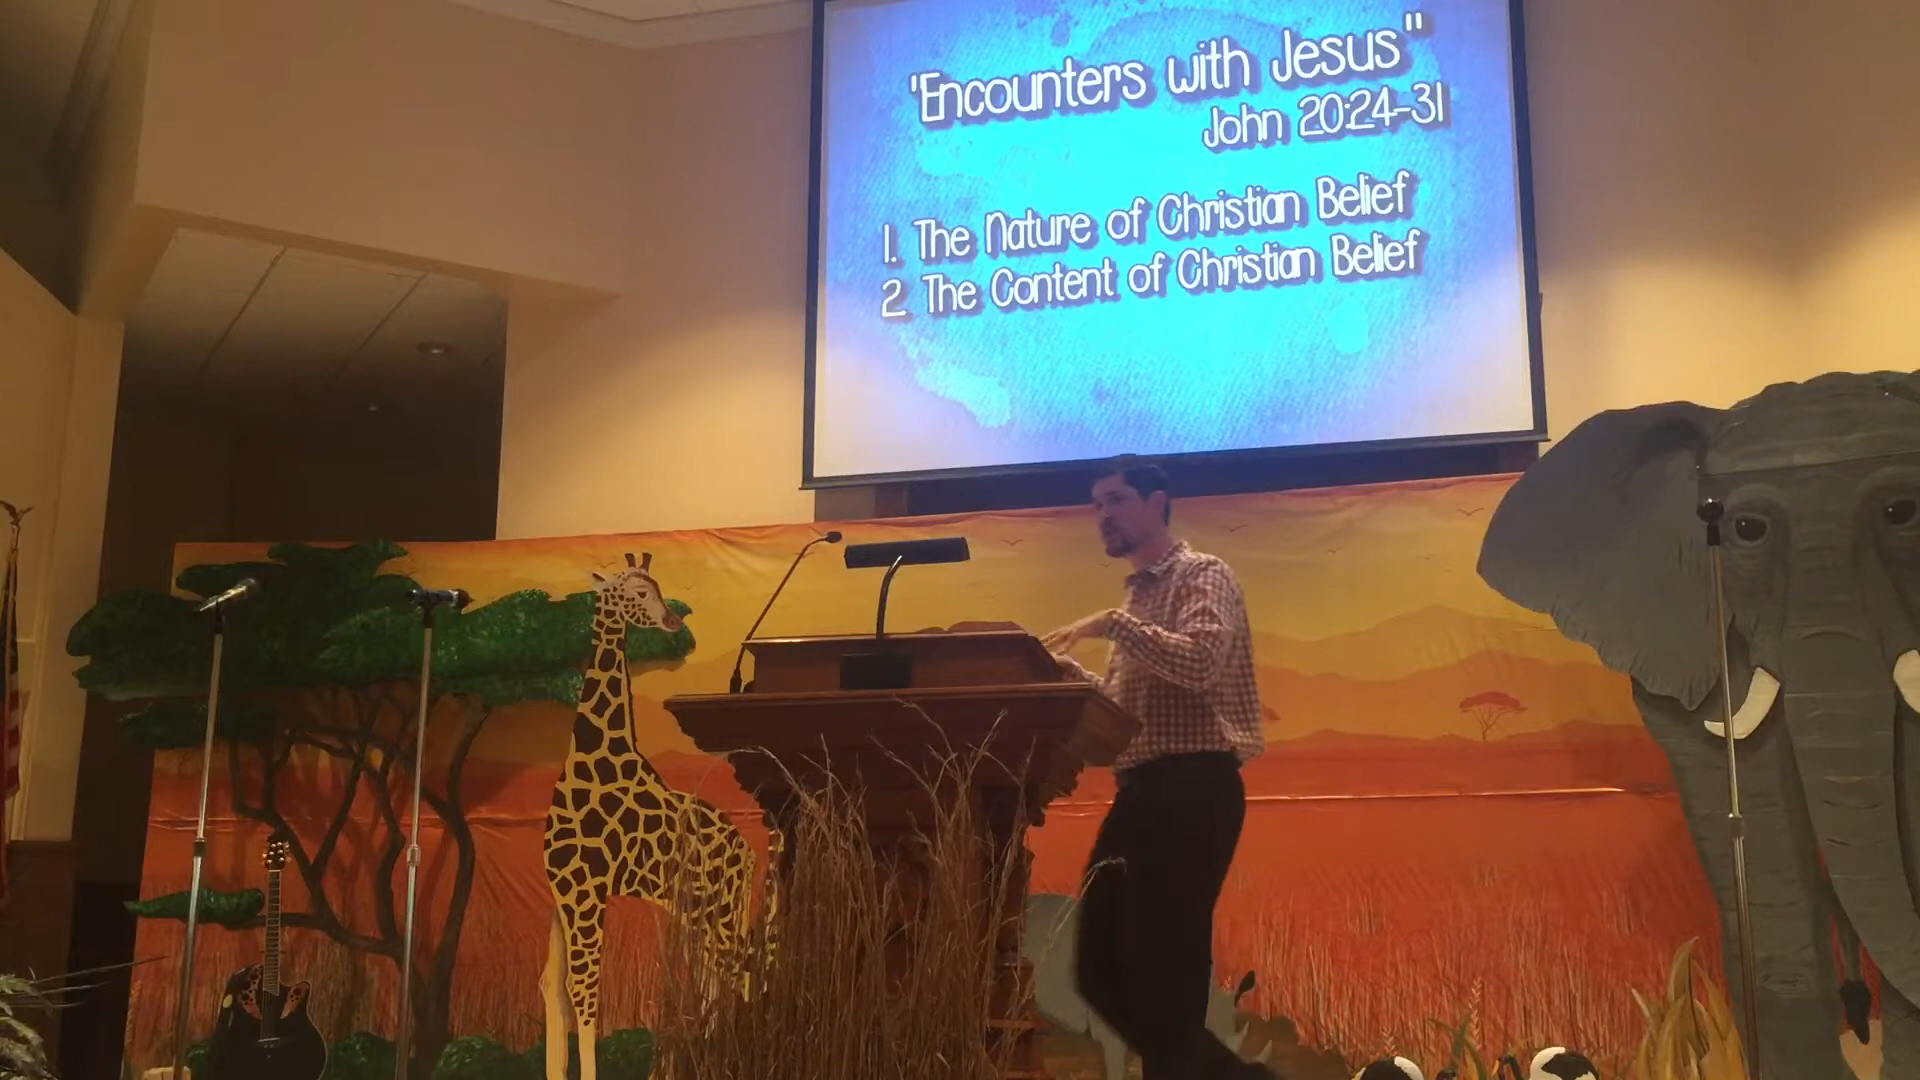 "Encounters with Jesus"
John 20:24-31
1. The Nature of Christian Belief
2. The Content of Christian Belief